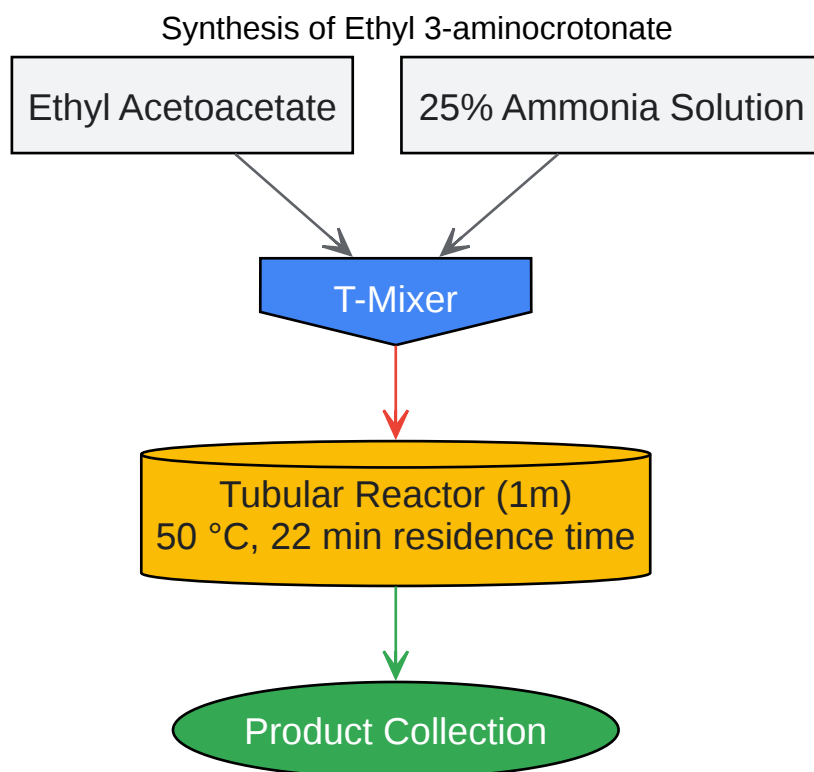 Synthesis of Ethyl 3-aminocrotonate
Ethyl Acetoacetate
25% Ammonia Solution
T-Mixer
Tubular Reactor (1m)
50 °C, 22 min residence time
Product Collection